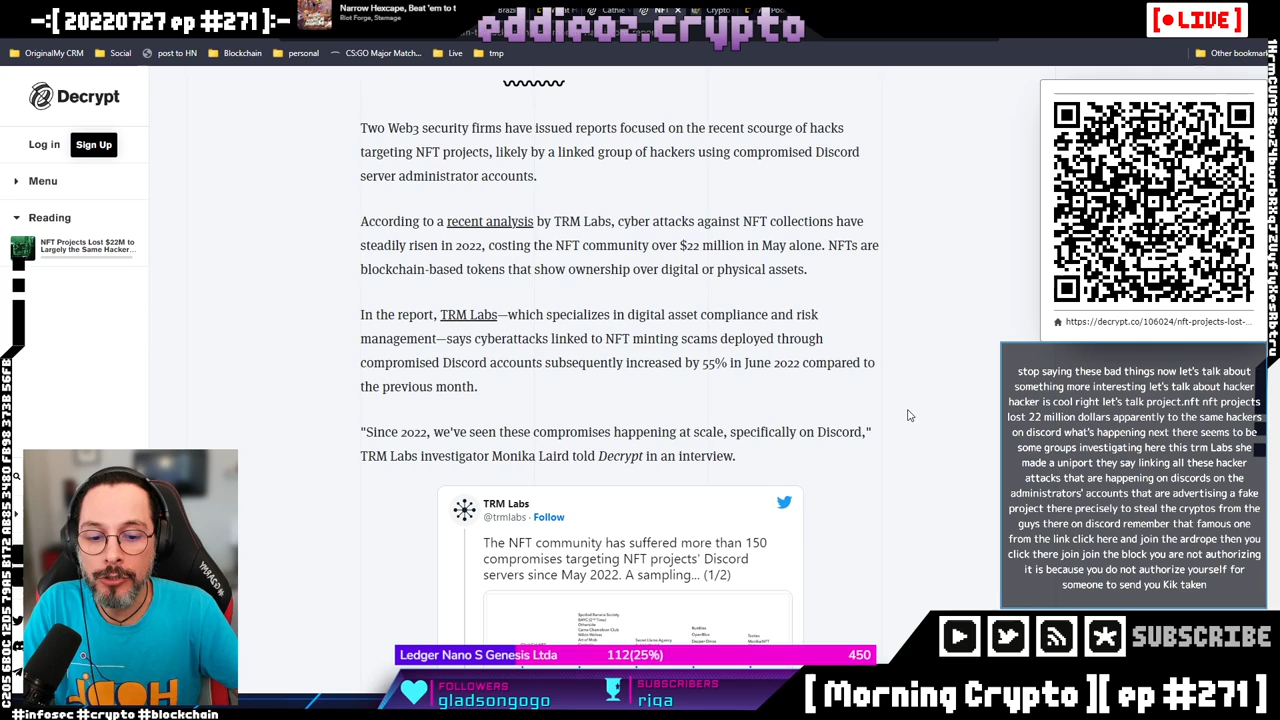 -:[ 20220727 ep #271 ]:-
Narrow Hexcape, Beat 'em to t
Riot Forge, Stemage
eddieoz.crypto
[ • LIVE ]
OriginalMy CRM
Social
post to HN
Blockchain
personal
CS:GO Major Match...
Live
tmp
Other bookmar
Decrypt
Log in
Sign Up
Menu
Reading
NFT Projects Lost $22M to
Largely the Same Hacker...
Two Web3 security firms have issued reports focused on the recent scourge of hacks
targeting NFT projects, likely by a linked group of hackers using compromised Discord
server administrator accounts.
According to a recent analysis by TRM Labs, cyber attacks against NFT collections have
steadily risen in 2022, costing the NFT community over $22 million in May alone. NFTs are
blockchain-based tokens that show ownership over digital or physical assets.
In the report, TRM Labs—which specializes in digital asset compliance and risk
management—says cyberattacks linked to NFT minting scams deployed through
compromised Discord accounts subsequently increased by 55% in June 2022 compared to
the previous month.
"Since 2022, we've seen these compromises happening at scale, specifically on Discord,"
TRM Labs investigator Monika Laird told Decrypt in an interview.
TRM Labs
@trmlabs · Follow
The NFT community has suffered more than 150
compromises targeting NFT projects' Discord
servers since May 2022. A sampling... (1/2)
https://decrypt.co/106024/nft-projects-lost-...
stop saying these bad things now let's talk about
something more interesting let's talk about hacker
hacker is cool right let's talk project.nft nft projects
lost 22 million dollars apparently to the same hackers
on discord what's happening next there seems to be
some groups investigating here this trm Labs she
made a uniport they say linking all these hacker
attacks that are happening on discords on the
administrators' accounts that are advertising a fake
project there precisely to steal the cryptos from the
guys there on discord remember that famous one
from the link click here and join the ardrope then you
click there join join the block you are not authorizing
it is because you do not authorize yourself for
someone to send you Kik taken
Ledger Nano S Genesis Ltda 112(25%) 450
FOLLOWERS
gladsongogo
SUBSCRIBERS
riga
SUBSCRIBE
[ Morning Crypto ][ ep #271 ]
#infosec #crypto #blockchain